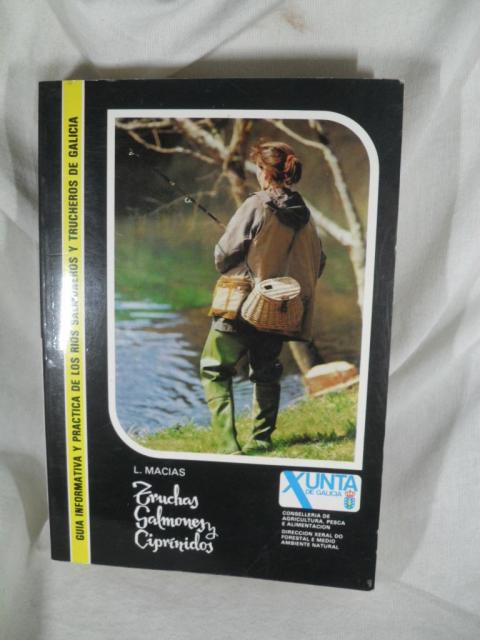 GUIA INFORMATIVA Y PRACTICA DE LOS RIOS SALMONEROS Y TRUCHEROS DE GALICIA
L. MACIAS
Truchas
Salmones y
Ciprínidos
XUNTA
DE GALICIA
CONSELLERIA DE
AGRICULTURA, PESCA
E ALIMENTACION
DIRECCION XERAL DO
FORESTAL E MEDIO
AMBIENTE NATURAL